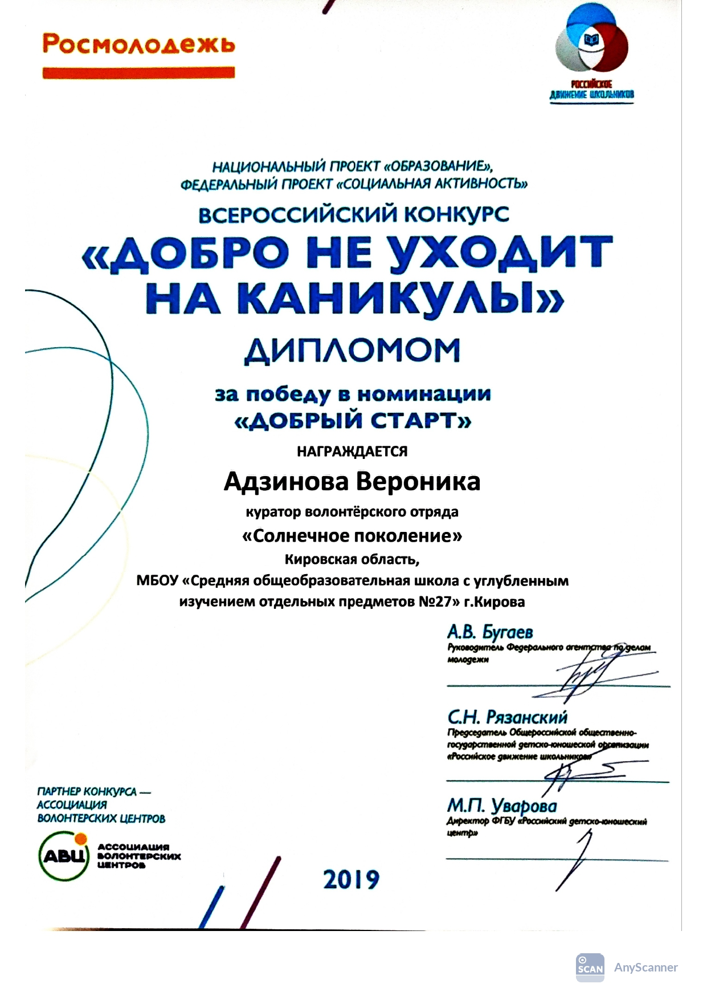 Росмолодежь
РОССИЙСКОЕ
ДВИЖЕНИЕ ШКОЛЬНИКОВ
НАЦИОНАЛЬНЫЙ ПРОЕКТ «ОБРАЗОВАНИЕ»,
ФЕДЕРАЛЬНЫЙ ПРОЕКТ «СОЦИАЛЬНАЯ АКТИВНОСТЬ»
ВСЕРОССИЙСКИЙ КОНКУРС
«ДОБРО НЕ УХОДИТ
НА КАНИКУЛЫ»
ДИПЛОМОМ
за победу в номинации
«ДОБРЫЙ СТАРТ»
НАГРАЖДАЕТСЯ
Адзинова Вероника
куратор волонтёрского отряда
«Солнечное поколение»
Кировская область,
МБОУ «Средняя общеобразовательная школа с углубленным
изучением отдельных предметов №27» г.Кирова
А.В. Бугаев
Руководитель Федерального агентства по делам
молодежи
С.Н. Рязанский
Председатель Общероссийской общественно-
государственной детско-юношеской организации
«Российское движение школьников»
М.П. Уварова
Директор ФГБУ «Российский детско-юношеский
центр»
ПАРТНЕР КОНКУРСА —
АССОЦИАЦИЯ
ВОЛОНТЕРСКИХ ЦЕНТРОВ
АВЦ
АССОЦИАЦИЯ
ВОЛОНТЕРСКИХ
ЦЕНТРОВ
2019
SCAN
AnyScanner